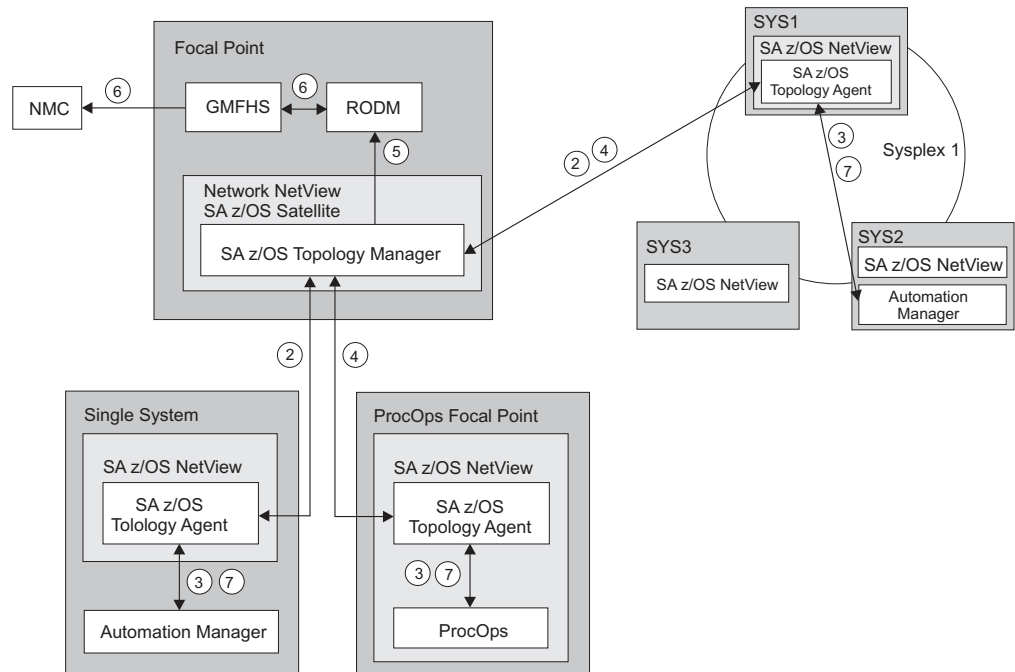 Focal Point
NMC
6
GMFHS
6
RODM
5
Network NetView
SA z/OS Satellite
SA z/OS Topology Manager
2
4
SYS1
SA z/OS NetView
SA z/OS
Topology Agent
3
7
Sysplex 1
SYS3
SA z/OS NetView
SYS2
SA z/OS NetView
Automation
Manager
2
4
Single System
SA z/OS NetView
SA z/OS
Tolology Agent
3
7
Automation Manager
ProcOps Focal Point
SA z/OS NetView
SA z/OS
Topology Agent
3
7
ProcOps